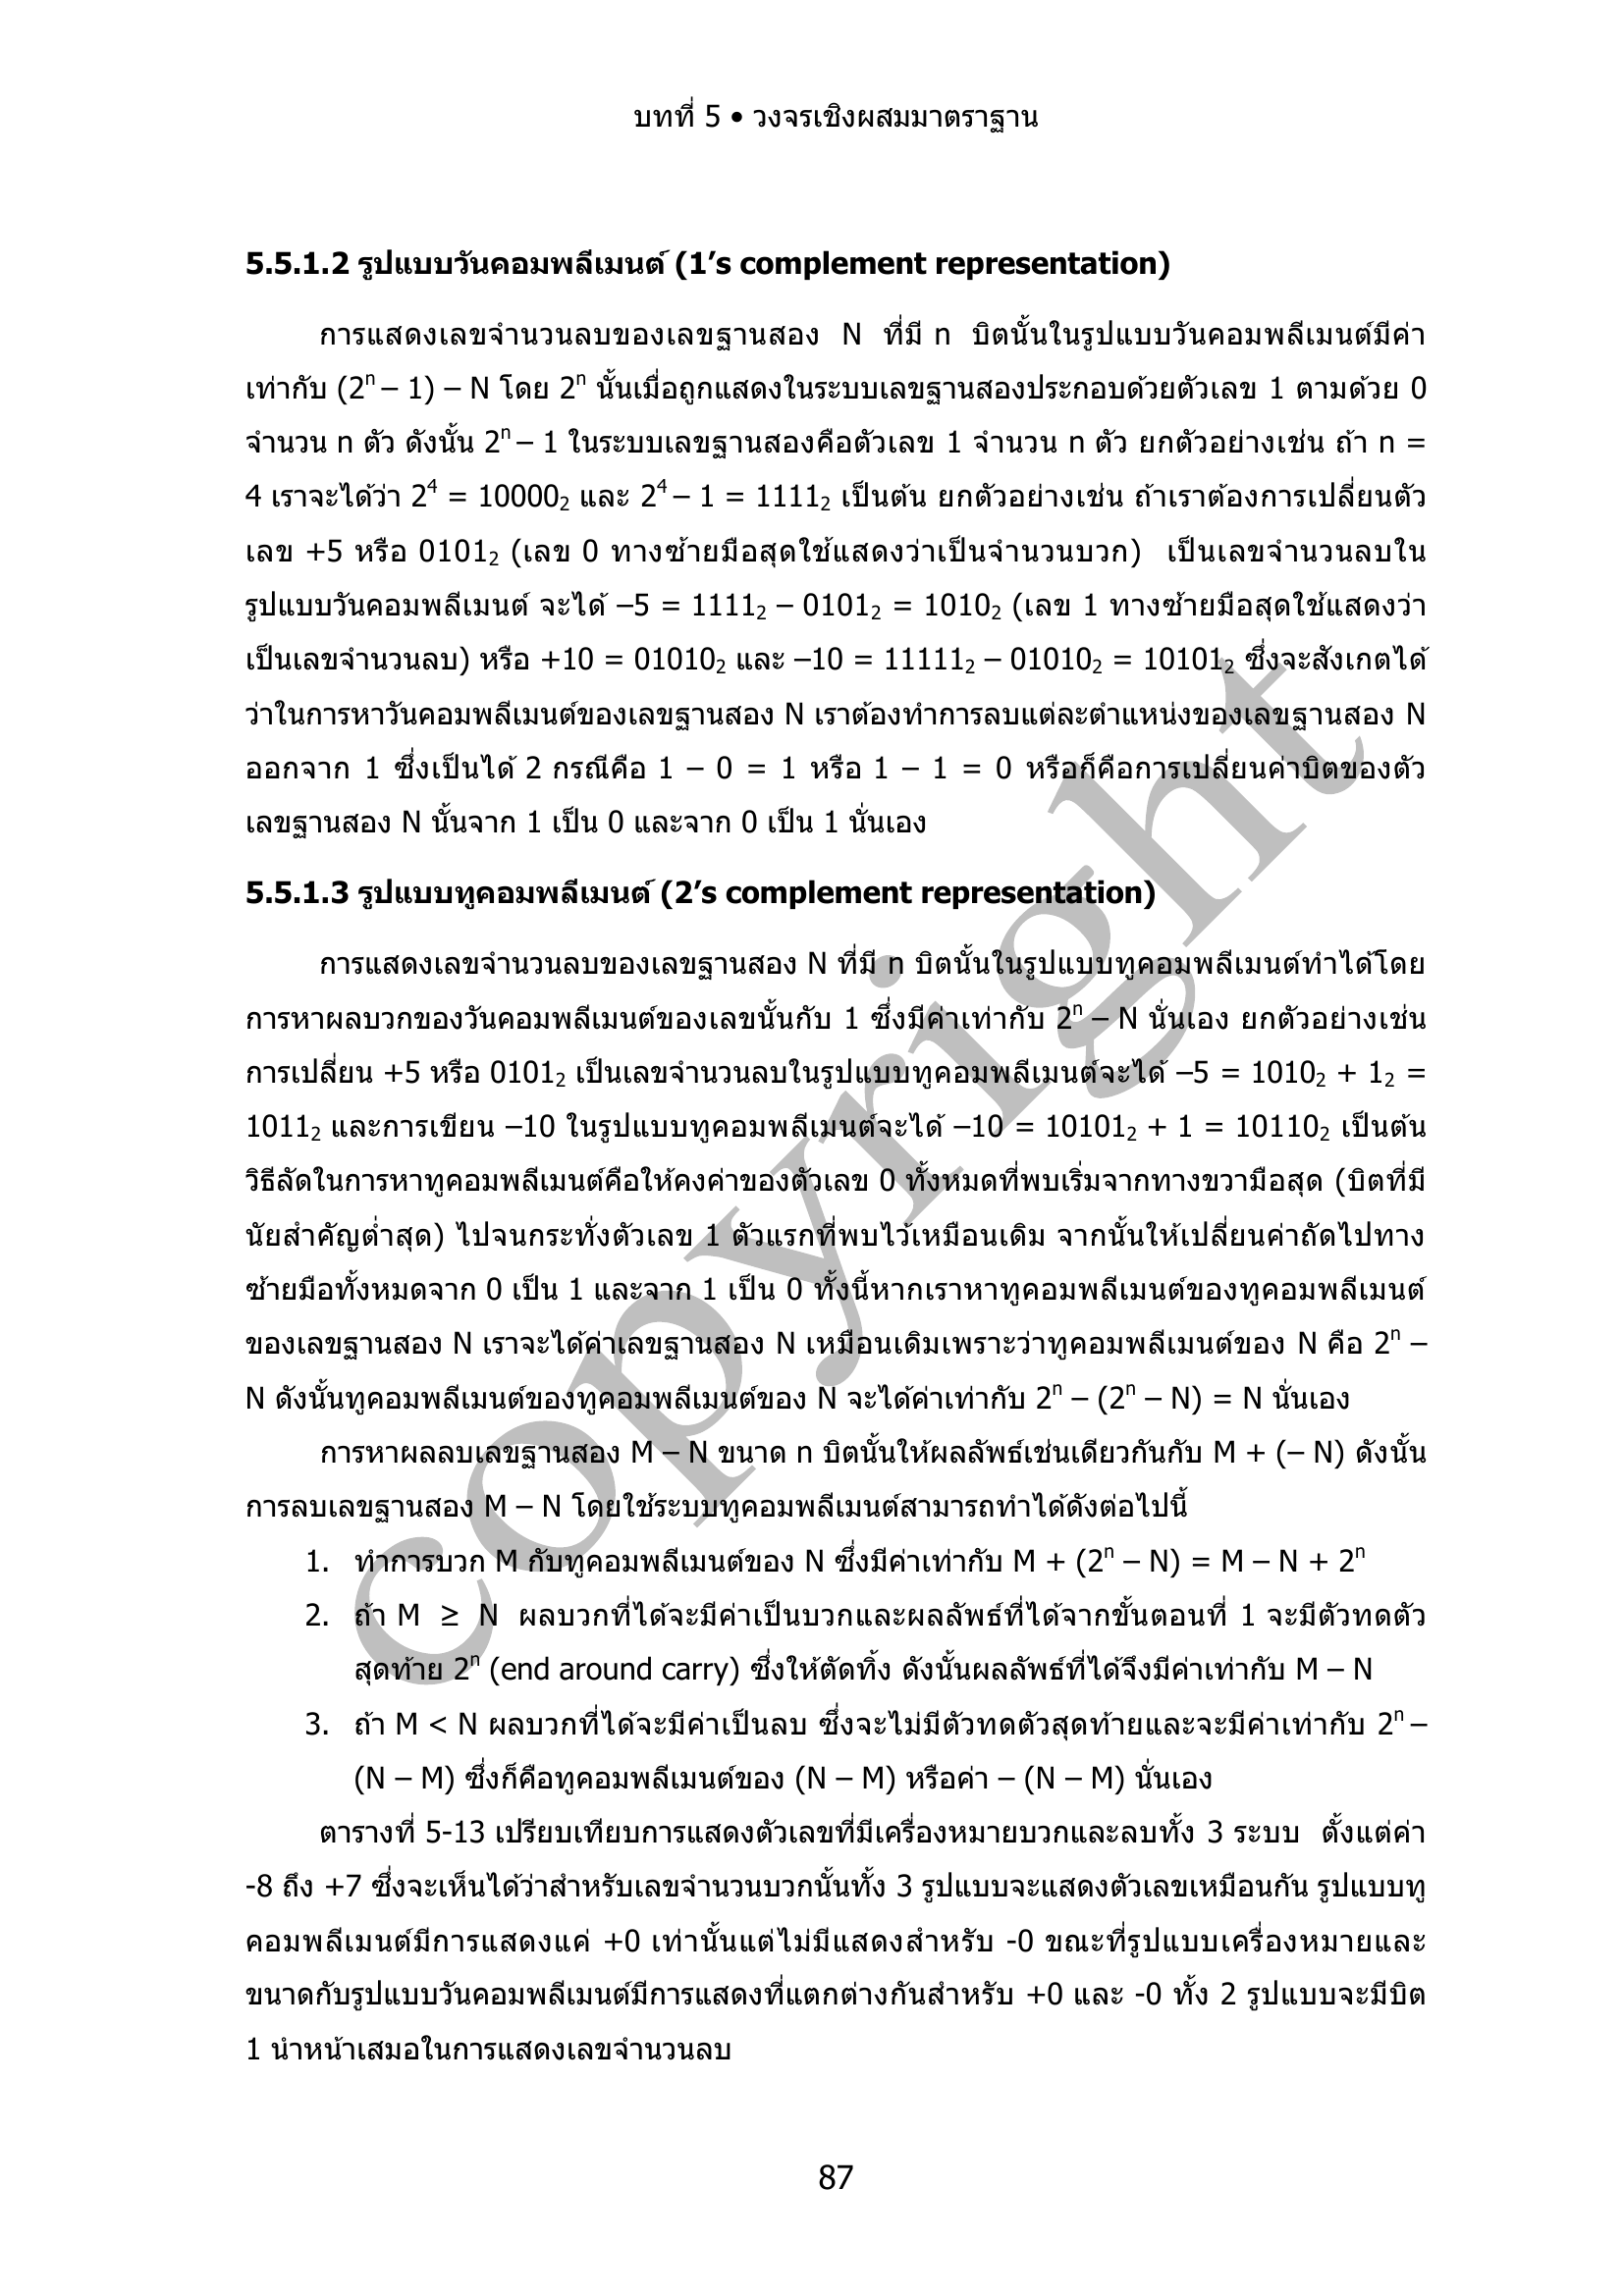 บทที่ 5 • วงจรเชิงผสมมาตราฐาน
5.5.1.2 รูปแบบวันคอมพลีเมนต์ (1’s complement representation)
การแสดงเลขจำนวนลบของเลขฐานสอง N ที่มี n บิตนั้นในรูปแบบวันคอมพลีเมนต์มีค่า
เท่ากับ (2ⁿ – 1) – N โดย 2ⁿ นั้นเมื่อถูกแสดงในระบบเลขฐานสองประกอบด้วยตัวเลข 1 ตามด้วย 0
จำนวน n ตัว ดังนั้น 2ⁿ – 1 ในระบบเลขฐานสองคือตัวเลข 1 จำนวน n ตัว ยกตัวอย่างเช่น ถ้า n =
4 เราจะได้ว่า 2⁴ = 10000₂ และ 2⁴ – 1 = 1111₂ เป็นต้น ยกตัวอย่างเช่น ถ้าเราต้องการเปลี่ยนตัว
เลข +5 หรือ 0101₂ (เลข 0 ทางซ้ายมือสุดใช้แสดงว่าเป็นจำนวนบวก) เป็นเลขจำนวนลบใน
รูปแบบวันคอมพลีเมนต์ จะได้ –5 = 1111₂ – 0101₂ = 1010₂ (เลข 1 ทางซ้ายมือสุดใช้แสดงว่า
เป็นเลขจำนวนลบ) หรือ +10 = 01010₂ และ –10 = 11111₂ – 01010₂ = 10101₂ ซึ่งจะสังเกตได้
ว่าในการหาวันคอมพลีเมนต์ของเลขฐานสอง N เราต้องทำการลบแต่ละตำแหน่งของเลขฐานสอง N
ออกจาก 1 ซึ่งเป็นได้ 2 กรณีคือ 1 – 0 = 1 หรือ 1 – 1 = 0 หรือก็คือการเปลี่ยนค่าบิตของตัว
เลขฐานสอง N นั้นจาก 1 เป็น 0 และจาก 0 เป็น 1 นั่นเอง
5.5.1.3 รูปแบบทูคอมพลีเมนต์ (2’s complement representation)
การแสดงเลขจำนวนลบของเลขฐานสอง N ที่มี n บิตนั้นในรูปแบบทูคอมพลีเมนต์ทำได้โดย
การหาผลบวกของวันคอมพลีเมนต์ของเลขนั้นกับ 1 ซึ่งมีค่าเท่ากับ 2ⁿ – N นั่นเอง ยกตัวอย่างเช่น
การเปลี่ยน +5 หรือ 0101₂ เป็นเลขจำนวนลบในรูปแบบทูคอมพลีเมนต์จะได้ –5 = 1010₂ + 1₂ =
1011₂ และการเขียน –10 ในรูปแบบทูคอมพลีเมนต์จะได้ –10 = 10101₂ + 1 = 10110₂ เป็นต้น
วิธีลัดในการหาทูคอมพลีเมนต์คือให้คงค่าของตัวเลข 0 ทั้งหมดที่พบเริ่มจากทางขวามือสุด (บิตที่มี
นัยสำคัญต่ำสุด) ไปจนกระทั่งตัวเลข 1 ตัวแรกที่พบไว้เหมือนเดิม จากนั้นให้เปลี่ยนค่าถัดไปทาง
ซ้ายมือทั้งหมดจาก 0 เป็น 1 และจาก 1 เป็น 0 ทั้งนี้หากเราหาทูคอมพลีเมนต์ของทูคอมพลีเมนต์
ของเลขฐานสอง N เราจะได้ค่าเลขฐานสอง N เหมือนเดิมเพราะว่าทูคอมพลีเมนต์ของ N คือ 2ⁿ –
N ดังนั้นทูคอมพลีเมนต์ของทูคอมพลีเมนต์ของ N จะได้ค่าเท่ากับ 2ⁿ – (2ⁿ – N) = N นั่นเอง
การหาผลลบเลขฐานสอง M – N ขนาด n บิตนั้นให้ผลลัพธ์เช่นเดียวกันกับ M + (– N) ดังนั้น
การลบเลขฐานสอง M – N โดยใช้ระบบทูคอมพลีเมนต์สามารถทำได้ดังต่อไปนี้
1. ทำการบวก M กับทูคอมพลีเมนต์ของ N ซึ่งมีค่าเท่ากับ M + (2ⁿ – N) = M – N + 2ⁿ
2. ถ้า M ≥ N ผลบวกที่ได้จะมีค่าเป็นบวกและผลลัพธ์ที่ได้จากขั้นตอนที่ 1 จะมีตัวทดตัว
สุดท้าย 2ⁿ (end around carry) ซึ่งให้ตัดทิ้ง ดังนั้นผลลัพธ์ที่ได้จึงมีค่าเท่ากับ M – N
3. ถ้า M < N ผลบวกที่ได้จะมีค่าเป็นลบ ซึ่งจะไม่มีตัวทดตัวสุดท้ายและจะมีค่าเท่ากับ 2ⁿ –
(N – M) ซึ่งก็คือทูคอมพลีเมนต์ของ (N – M) หรือค่า – (N – M) นั่นเอง
ตารางที่ 5-13 เปรียบเทียบการแสดงตัวเลขที่มีเครื่องหมายบวกและลบทั้ง 3 ระบบ ตั้งแต่ค่า
-8 ถึง +7 ซึ่งจะเห็นได้ว่าสำหรับเลขจำนวนบวกนั้นทั้ง 3 รูปแบบจะแสดงตัวเลขเหมือนกัน รูปแบบทู
คอมพลีเมนต์มีการแสดงแค่ +0 เท่านั้นแต่ไม่มีแสดงสำหรับ -0 ขณะที่รูปแบบเครื่องหมายและ
ขนาดกับรูปแบบวันคอมพลีเมนต์มีการแสดงที่แตกต่างกันสำหรับ +0 และ -0 ทั้ง 2 รูปแบบจะมีบิต
1 นำหน้าเสมอในการแสดงเลขจำนวนลบ
87
copyright